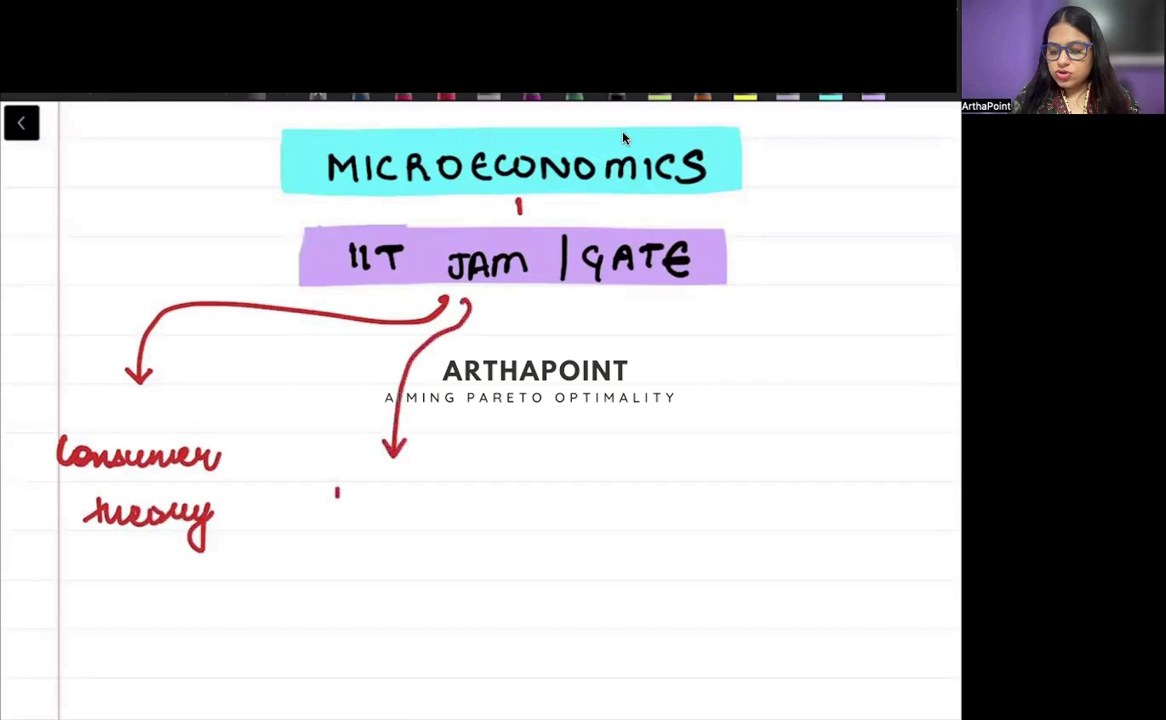 ArthaPoint
MICROECONOMICS
IIT JAM | GATE
ARTHAPOINT
AIMING PARETO OPTIMALITY
Consumer
theory